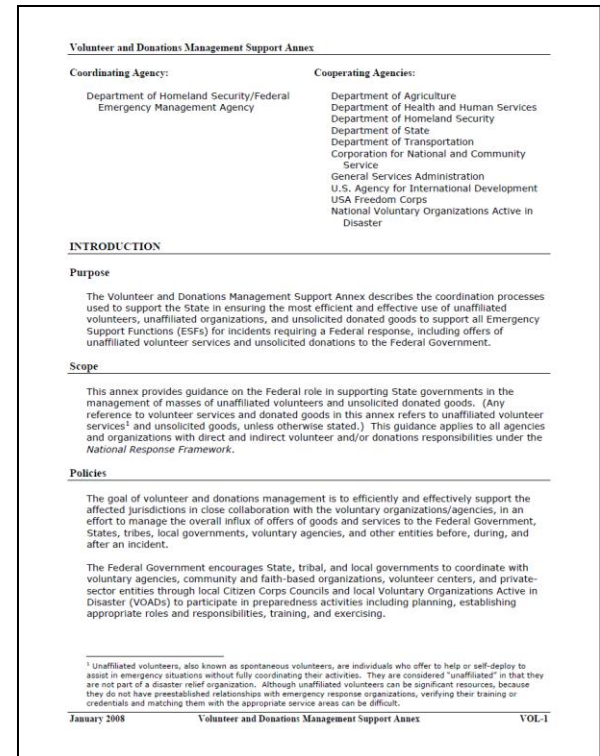 Volunteer and Donations Management Support Annex
Coordinating Agency:
Department of Homeland Security/Federal
Emergency Management Agency
Cooperating Agencies:
Department of Agriculture
Department of Health and Human Services
Department of Homeland Security
Department of State
Department of Transportation
Corporation for National and Community
Service
General Services Administration
U.S. Agency for International Development
USA Freedom Corps
National Voluntary Organizations Active in
Disaster
INTRODUCTION
Purpose
The Volunteer and Donations Management Support Annex describes the coordination processes
used to support the State in ensuring the most efficient and effective use of unaffiliated
volunteers, unaffiliated organizations, and unsolicited donated goods to support all Emergency
Support Functions (ESFs) for incidents requiring a Federal response, including offers of
unaffiliated volunteer services and unsolicited donations to the Federal Government.
Scope
This annex provides guidance on the Federal role in supporting State governments in the
management of masses of unaffiliated volunteers and unsolicited donated goods. (Any
reference to volunteer services and donated goods in this annex refers to unaffiliated volunteer
services¹ and unsolicited goods, unless otherwise stated.) This guidance applies to all agencies
and organizations with direct and indirect volunteer and/or donations responsibilities under the
National Response Framework.
Policies
The goal of volunteer and donations management is to efficiently and effectively support the
affected jurisdictions in close collaboration with the voluntary organizations/agencies, in an
effort to manage the overall influx of offers of goods and services to the Federal Government,
States, tribes, local governments, voluntary agencies, and other entities before, during, and
after an incident.
The Federal Government encourages State, tribal, and local governments to coordinate with
voluntary agencies, community and faith-based organizations, volunteer centers, and private-
sector entities through local Citizen Corps Councils and local Voluntary Organizations Active in
Disaster (VOADs) to participate in preparedness activities including planning, establishing
appropriate roles and responsibilities, training, and exercising.
¹ Unaffiliated volunteers, also known as spontaneous volunteers, are individuals who offer to help or self-deploy to
assist in emergency situations without fully coordinating their activities. They are considered "unaffiliated" in that they
are not part of a disaster relief organization. Although unaffiliated volunteers can be significant resources, because
they do not have preestablished relationships with emergency response organizations, verifying their training or
credentials and matching them with the appropriate service areas can be difficult.
January 2008 Volunteer and Donations Management Support Annex VOL-1